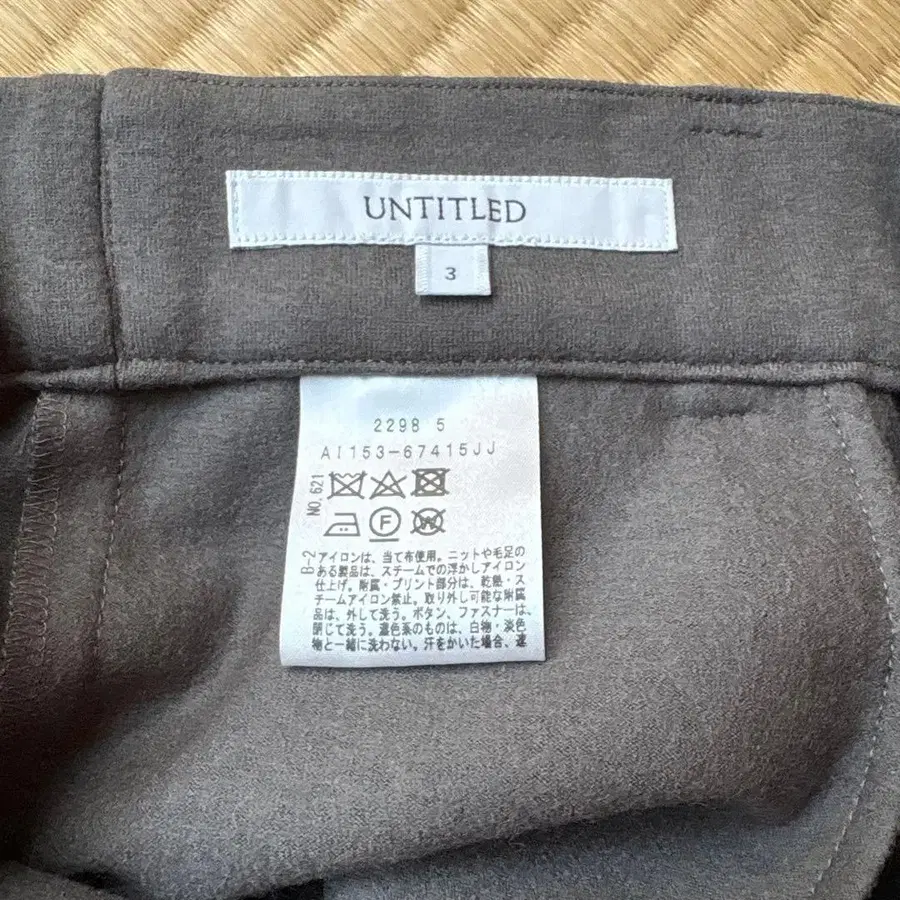 UNTITLED
3
2298 5
AI153-67415JJ
NO.621
F
W
B-2
アイロンは、当て布使用。ニットや毛足の
ある製品は、スチームでの浮かしアイロン
仕上げ。附属・プリント部分は、乾熱・ス
チームアイロン禁止。取り外し可能な附属
品は、外して洗う。ボタン、ファスナーは、
閉じて洗う。濃色系のものは、白物・淡色
物と一緒に洗わない。汗をかいた場合、速